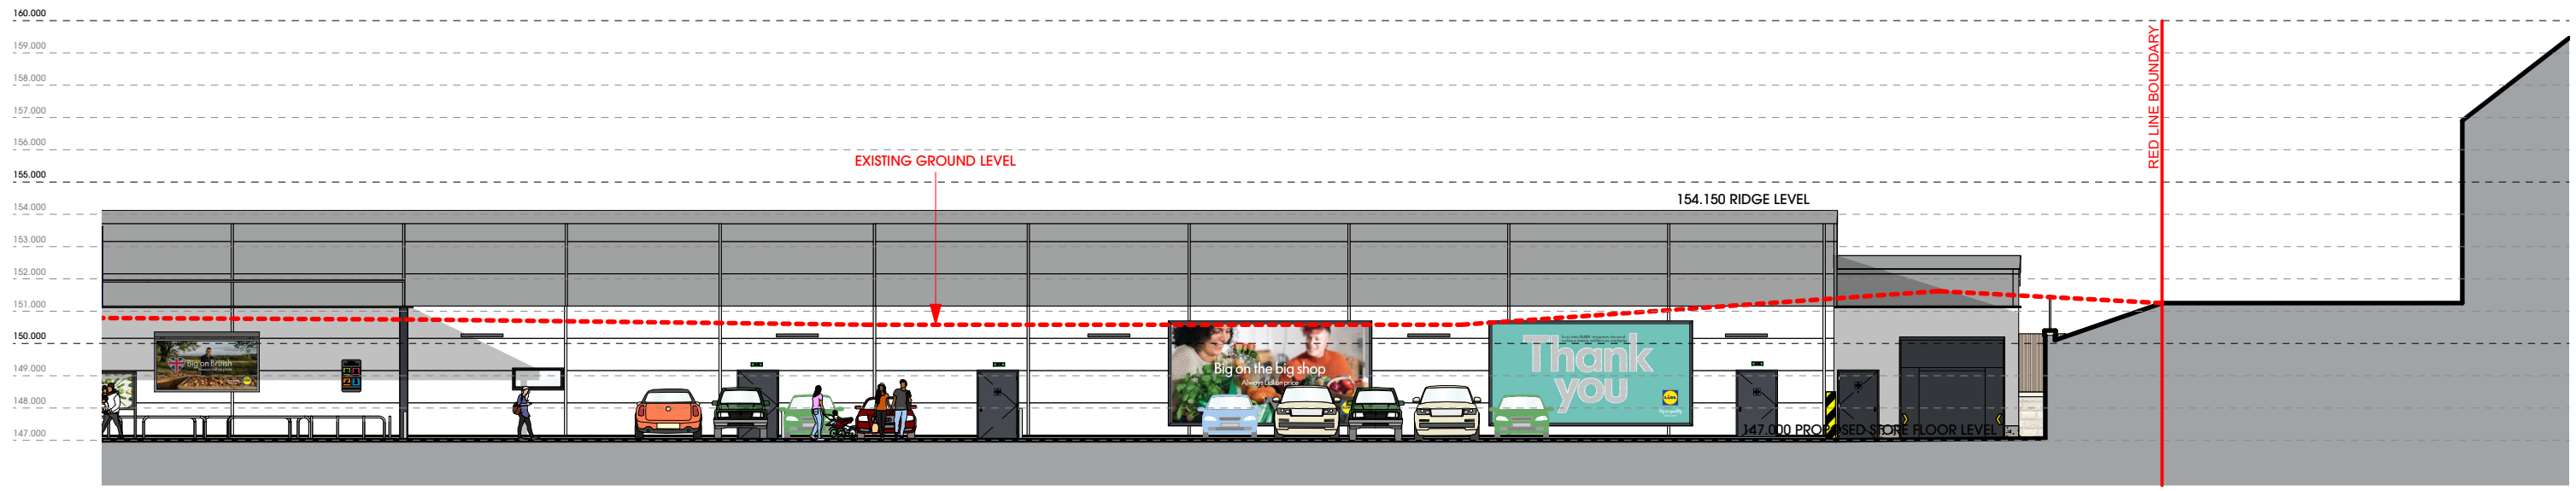 160.000
159.000
158.000
157.000
156.000
155.000
154.000
153.000
152.000
151.000
150.000
149.000
148.000
147.000
EXISTING GROUND LEVEL
154.150 RIDGE LEVEL
RED LINE BOUNDARY
Big on British
Big on the big shop
Always Lidl on price
Thank
you
LIDL
147.000 PROPOSED STORE FLOOR LEVEL